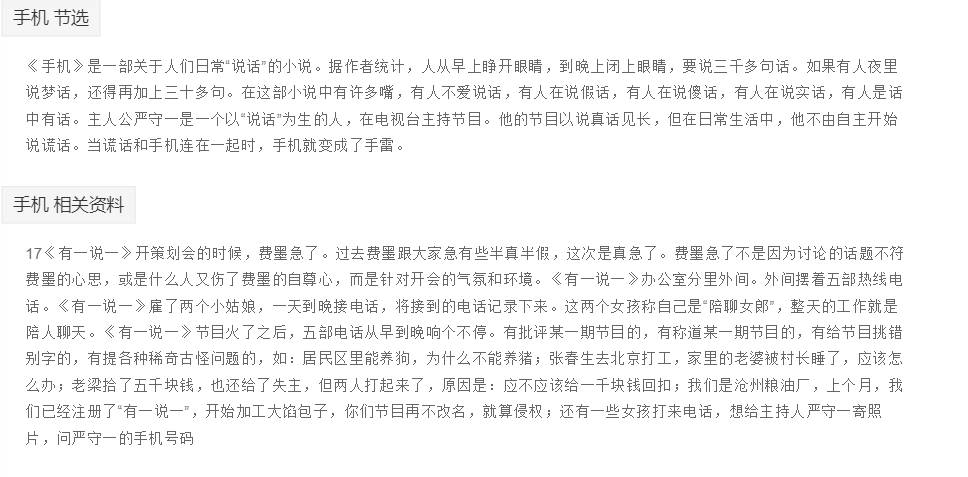 手机 节选
《手机》是一部关于人们日常“说话”的小说。据作者统计，人从早上睁开眼睛，到晚上闭上眼睛，要说三千多句话。如果有人夜里
说梦话，还得再加上三十多句。在这部小说中有许多嘴，有人不爱说话，有人在说假话，有人在说傻话，有人在说实话，有人是话
中有话。主人公严守一是一个以“说话”为生的人，在电视台主持节目。他的节目以说真话见长，但在日常生活中，他不由自主开始
说谎话。当谎话和手机连在一起时，手机就变成了手雷。
手机 相关资料
17《有一说一》开策划会的时候，费墨急了。过去费墨跟大家急有些半真半假，这次是真急了。费墨急了不是因为讨论的话题不符
费墨的心思，或是什么人又伤了费墨的自尊心，而是针对开会的气氛和环境。《有一说一》办公室分里外间。外间摆着五部热线电
话。《有一说一》雇了两个小姑娘，一天到晚接电话，将接到的电话记录下来。这两个女孩称自己是“陪聊女郎”，整天的工作就是
陪人聊天。《有一说一》节目火了之后，五部电话从早到晚响个不停。有批评某一期节目的，有称道某一期节目的，有给节目挑错
别字的，有提各种稀奇古怪问题的，如：居民区里能养狗，为什么不能养猪；张春生去北京打工，家里的老婆被村长睡了，应该怎
么办；老梁拾了五千块钱，也还给了失主，但两人打起来了，原因是：应不应该给一千块钱回扣；我们是沧州粮油厂，上个月，我
们已经注册了“有一说一”，开始加工大馅包子，你们节目再不改名，就算侵权；还有一些女孩打来电话，想给主持人严守一寄照
片，问严守一的手机号码